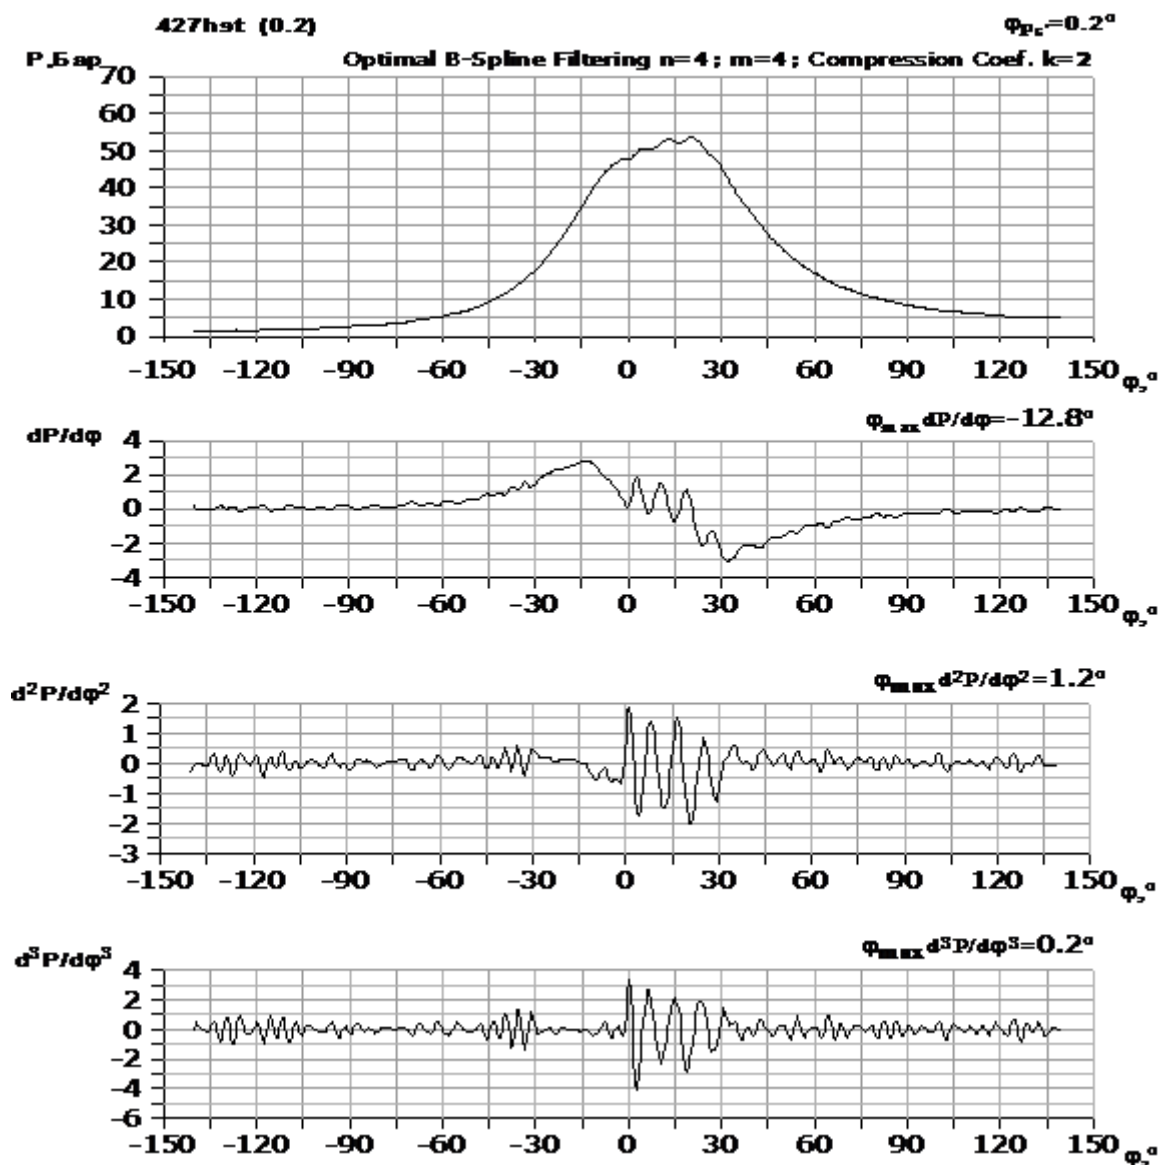 427hst (0.2) φPc=0.2°
Р,Бар Optimal B-Spline Filtering n=4; m=4; Compression Coef. k=2
70
60
50
40
30
20
10
0
-150 -120 -90 -60 -30 0 30 60 90 120 150 φ,°
dP/dφ φmax dP/dφ=-12.8°
4
2
0
-2
-4
-150 -120 -90 -60 -30 0 30 60 90 120 150 φ,°
d²P/dφ² φmax d²P/dφ²=1.2°
2
1
0
-1
-2
-3
-150 -120 -90 -60 -30 0 30 60 90 120 150 φ,°
d³P/dφ³ φmax d³P/dφ³=0.2°
4
2
0
-2
-4
-6
-150 -120 -90 -60 -30 0 30 60 90 120 150 φ,°